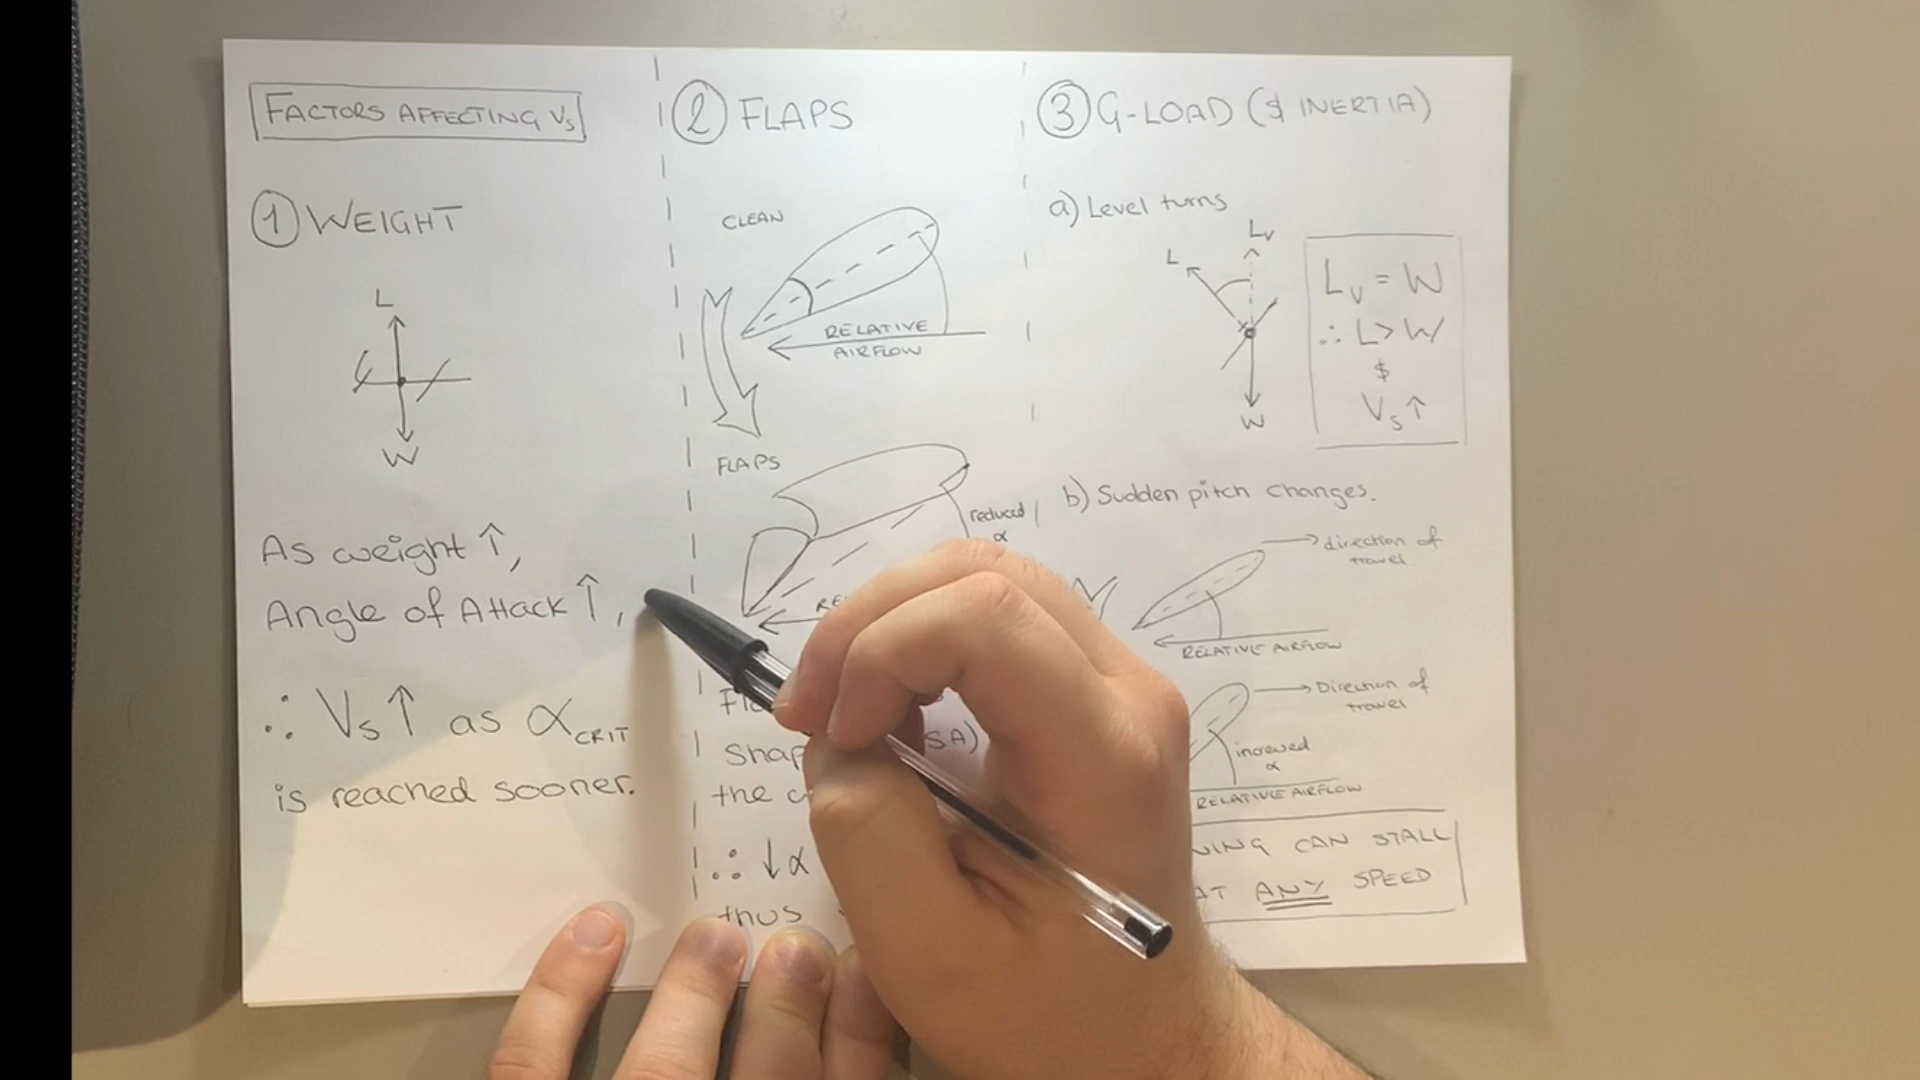 FACTORS AFFECTING Vs
① WEIGHT
L
W
As weight ↑,
Angle of Attack ↑,
∴ Vs ↑ as αCRIT
is reached sooner.
② FLAPS
CLEAN
RELATIVE
AIRFLOW
FLAPS
reduced
α
the
∴ ↓α
thus
③ G-LOAD ($ INERTIA)
a) Level turns
Lv
L
W
Lv = W
∴ L > W
$
Vs ↑
b) Sudden pitch changes.
direction of
travel
RELATIVE AIRFLOW
Direction of
travel
increased
α
RELATIVE AIRFLOW
CAN STALL
AT ANY SPEED